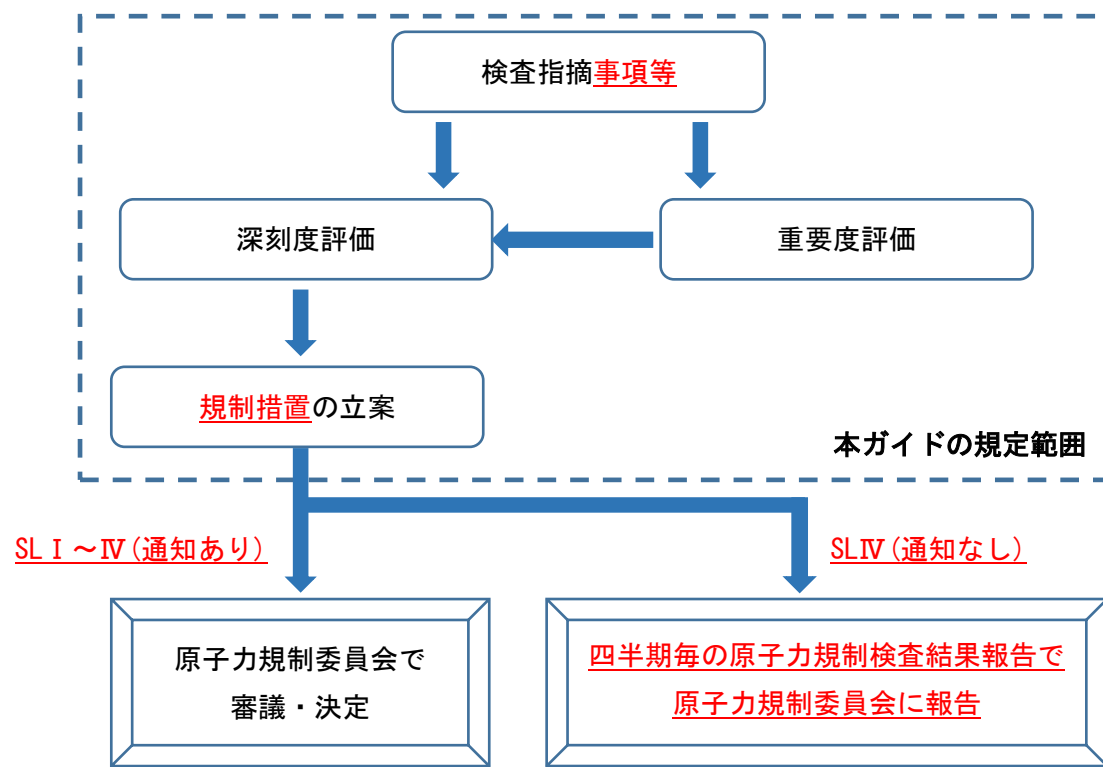 検査指摘事項等
深刻度評価
重要度評価
規制措置の立案
本ガイドの規定範囲
SLⅠ～Ⅳ(通知あり)
SLⅣ(通知なし)
原子力規制委員会で
審議・決定
四半期毎の原子力規制検査結果報告で
原子力規制委員会に報告